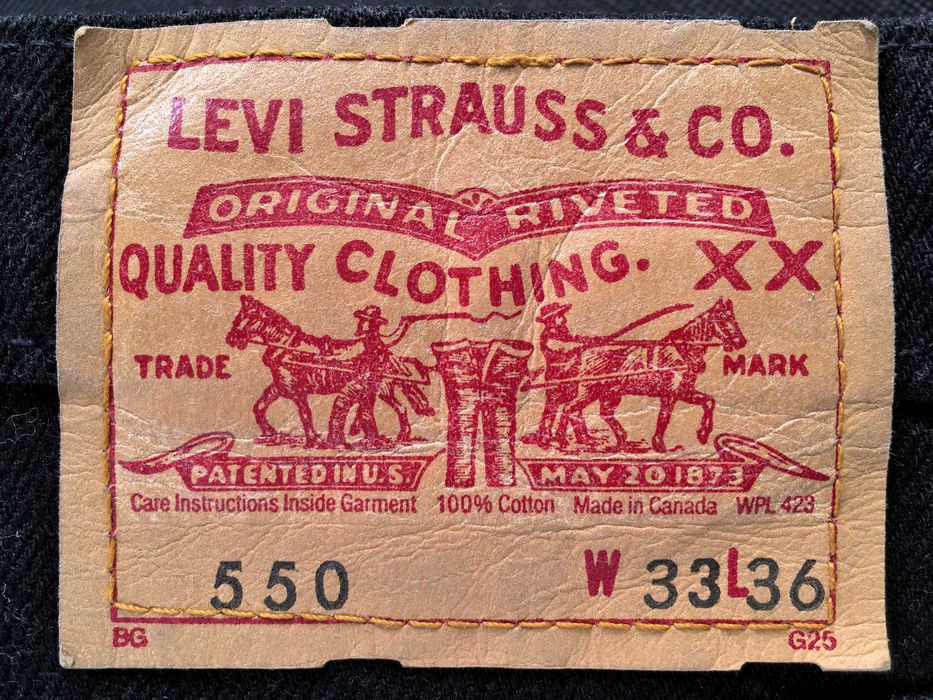 LEVI STRAUSS & CO.
ORIGINAL RIVETED
QUALITY CLOTHING. XX
TRADE MARK
PATENTED IN U.S. MAY 20 1873
Care Instructions Inside Garment 100% Cotton Made in Canada WPL 423
550 W 33 L 36
BG G25